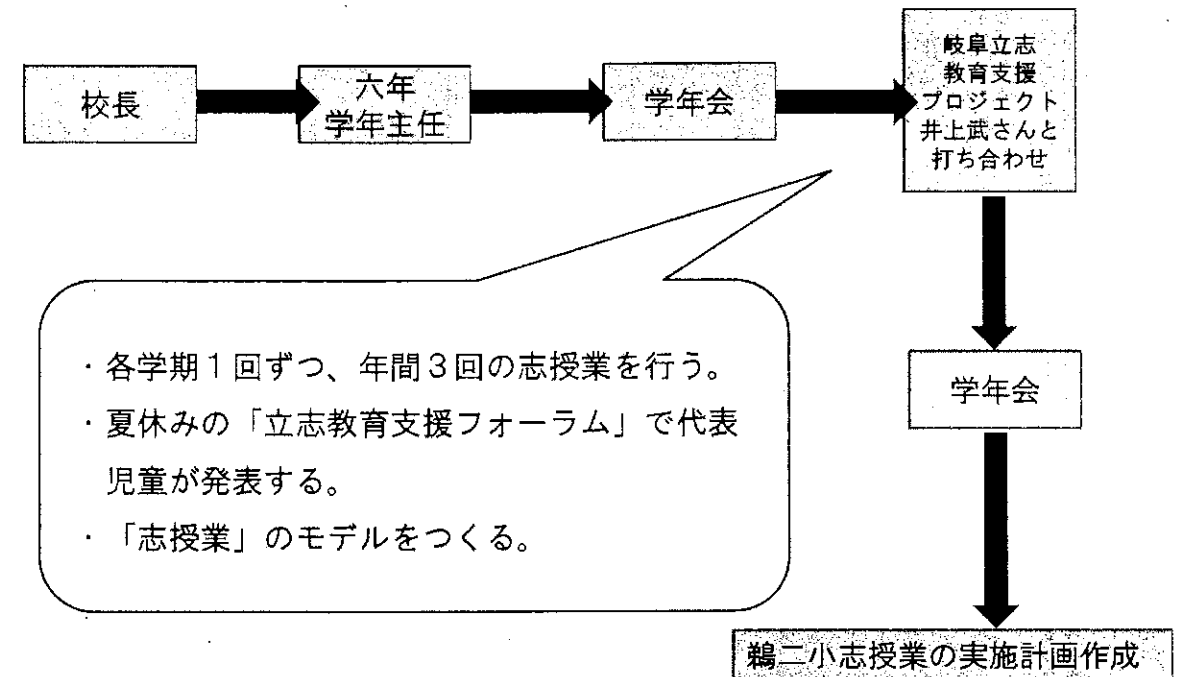 校長
六年
学年主任
学年会
岐阜立志
教育支援
プロジェクト
井上武さんと
打ち合わせ
・各学期1回ずつ、年間3回の志授業を行う。
・夏休みの「立志教育支援フォーラム」で代表
児童が発表する。
・「志授業」のモデルをつくる。
学年会
鵜二小志授業の実施計画作成